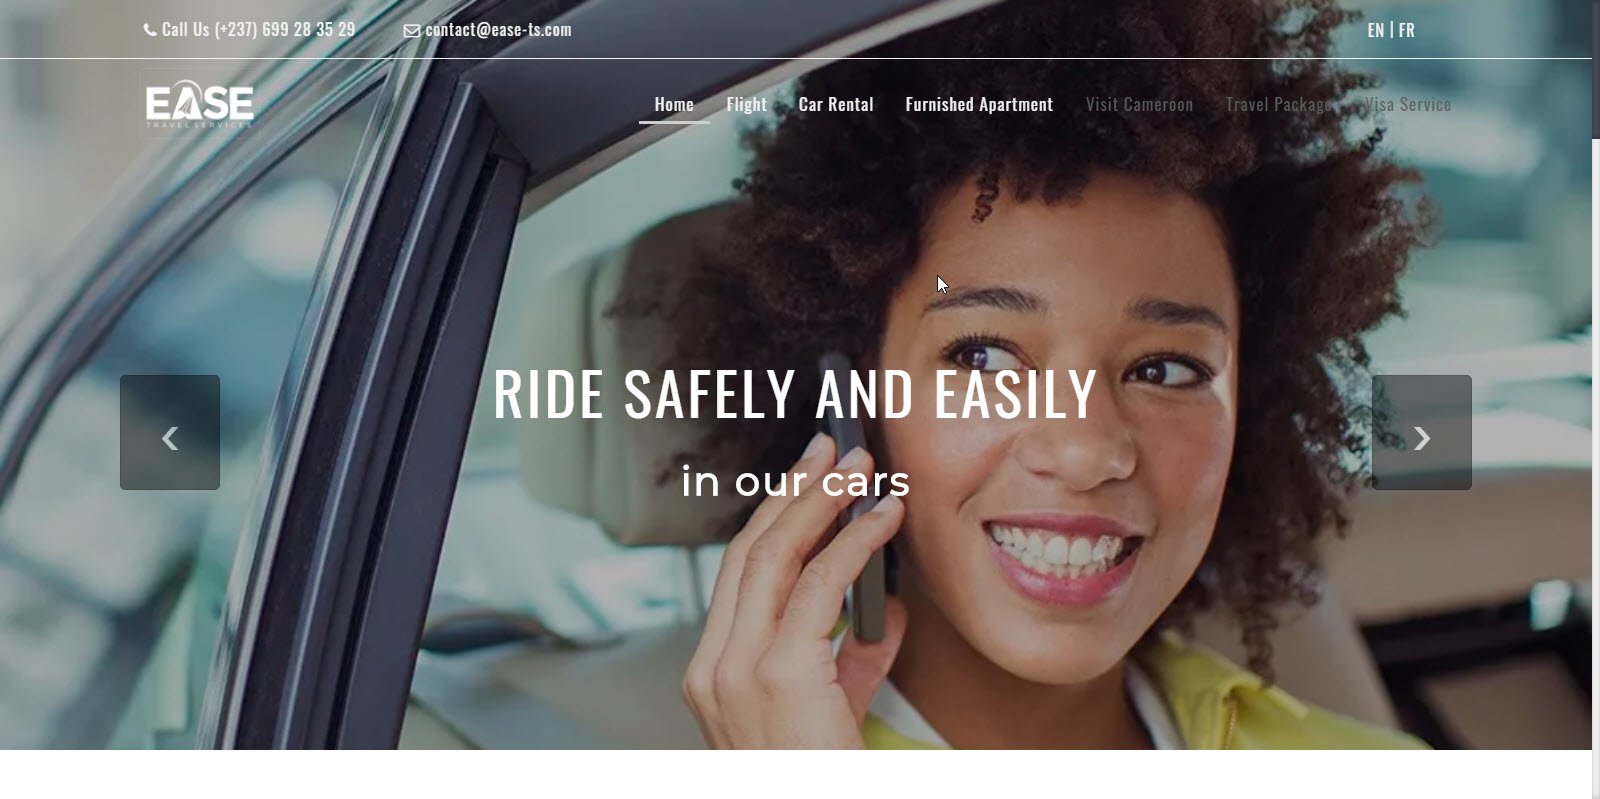 Call Us (+237) 699 28 35 29
contact@ease-ts.com
EN | FR
EASE
TRAVEL SERVICES
Home
Flight
Car Rental
Furnished Apartment
Visit Cameroon
Travel Package
Visa Service
RIDE SAFELY AND EASILY
in our cars